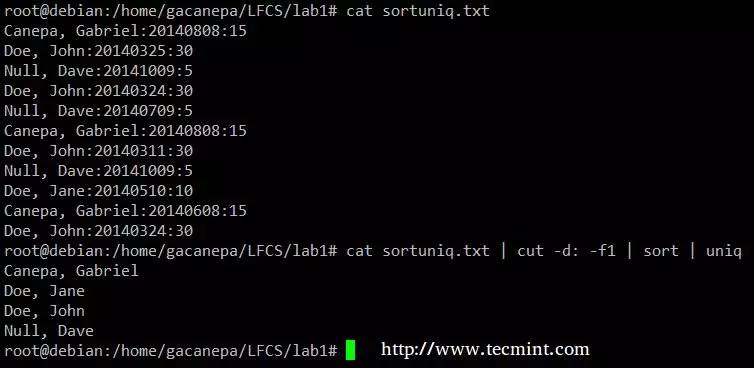 root@debian:/home/gacanepa/LFCS/lab1# cat sortuniq.txt
Canepa, Gabriel:20140808:15
Doe, John:20140325:30
Null, Dave:20141009:5
Doe, John:20140324:30
Null, Dave:20140709:5
Canepa, Gabriel:20140808:15
Doe, John:20140311:30
Null, Dave:20141009:5
Doe, Jane:20140510:10
Canepa, Gabriel:20140608:15
Doe, John:20140324:30
root@debian:/home/gacanepa/LFCS/lab1# cat sortuniq.txt | cut -d: -f1 | sort | uniq
Canepa, Gabriel
Doe, Jane
Doe, John
Null, Dave
root@debian:/home/gacanepa/LFCS/lab1# http://www.tecmint.com